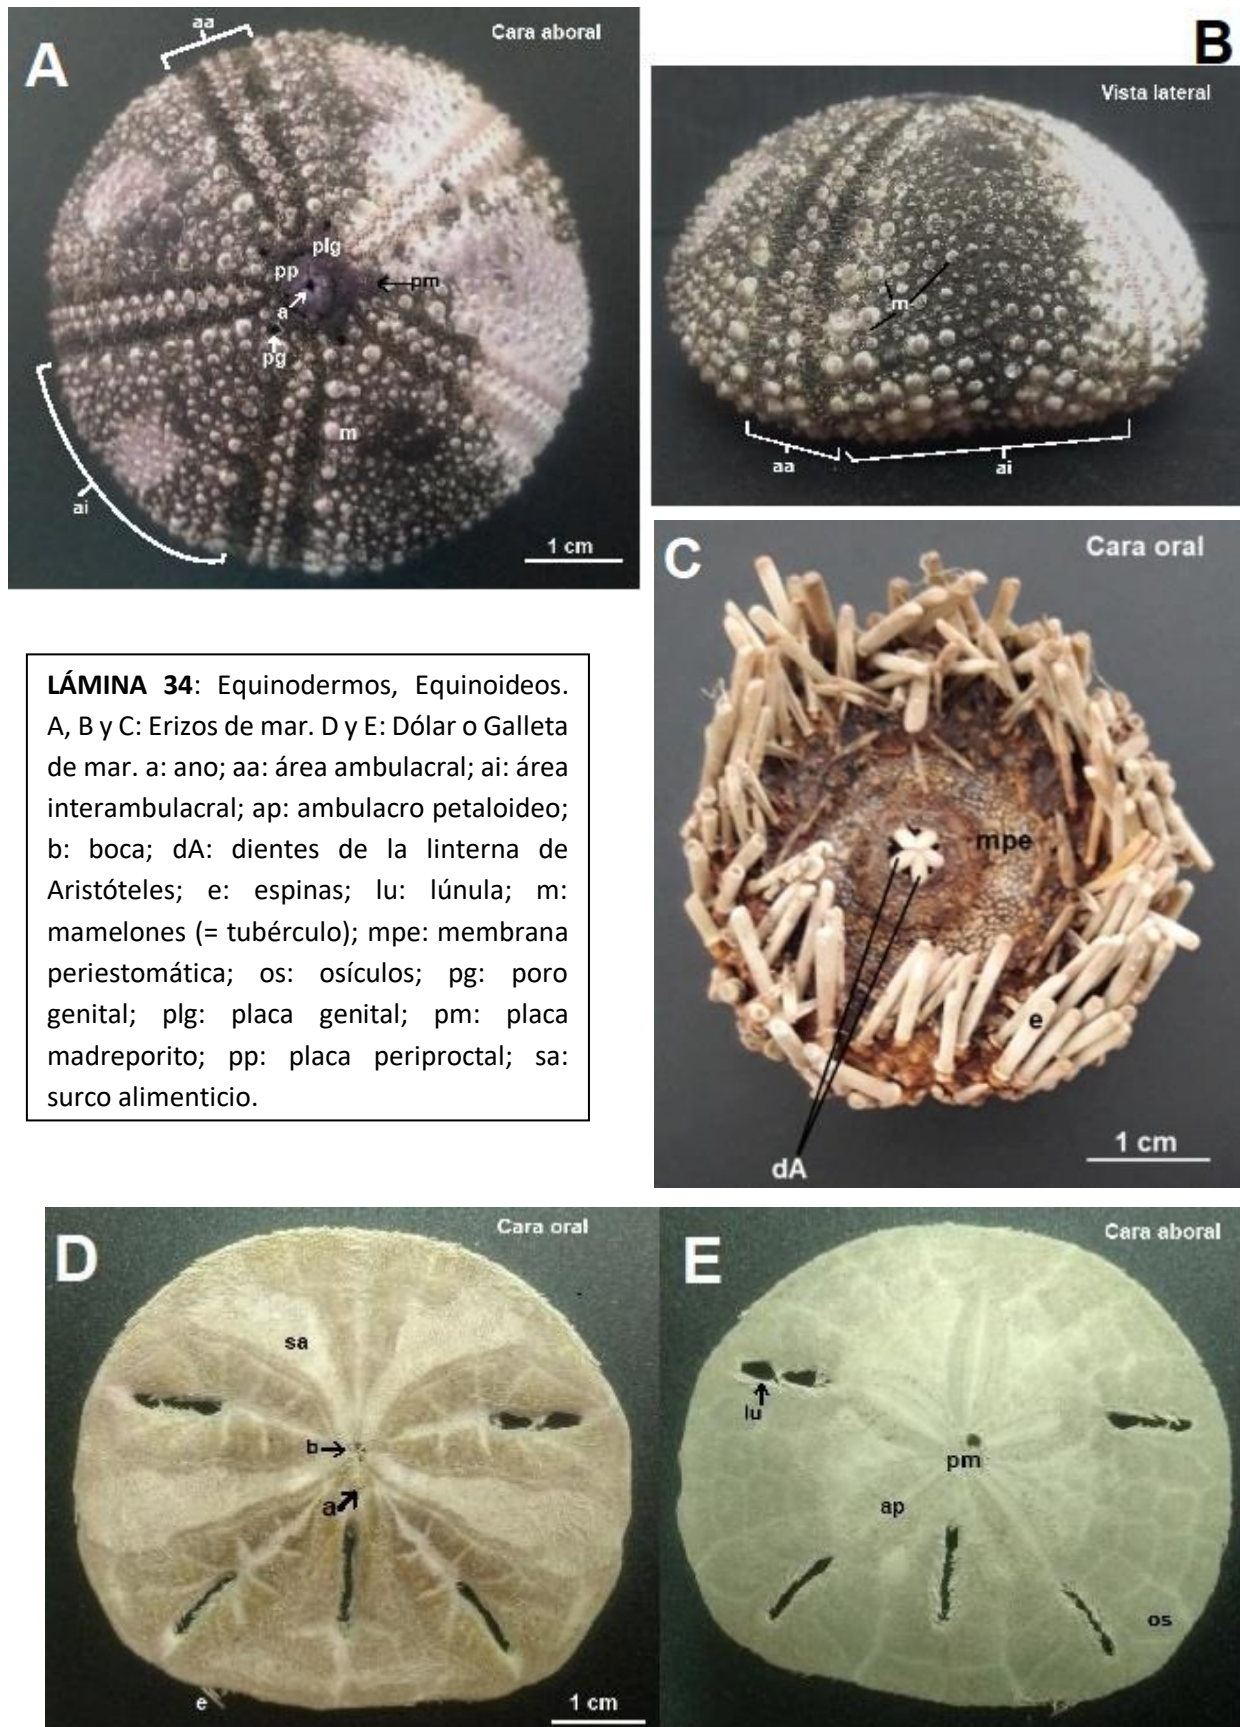 aa
A
Cara aboral
plg
pp
pm
a
pg
m
ai
1 cm
B
Vista lateral
m
aa
ai
C
Cara oral
mpe
e
dA
1 cm
LÁMINA 34: Equinodermos, Equinoideos.
A, B y C: Erizos de mar. D y E: Dólar o Galleta
de mar. a: ano; aa: área ambulacral; ai: área
interambulacral; ap: ambulacro petaloideo;
b: boca; dA: dientes de la linterna de
Aristóteles; e: espinas; lu: lúnula; m:
mamelones (= tubérculo); mpe: membrana
periestomática; os: osículos; pg: poro
genital; plg: placa genital; pm: placa
madreporito; pp: placa periproctal; sa:
surco alimenticio.
D
Cara oral
sa
b
a
e
1 cm
E
Cara aboral
lu
pm
ap
os